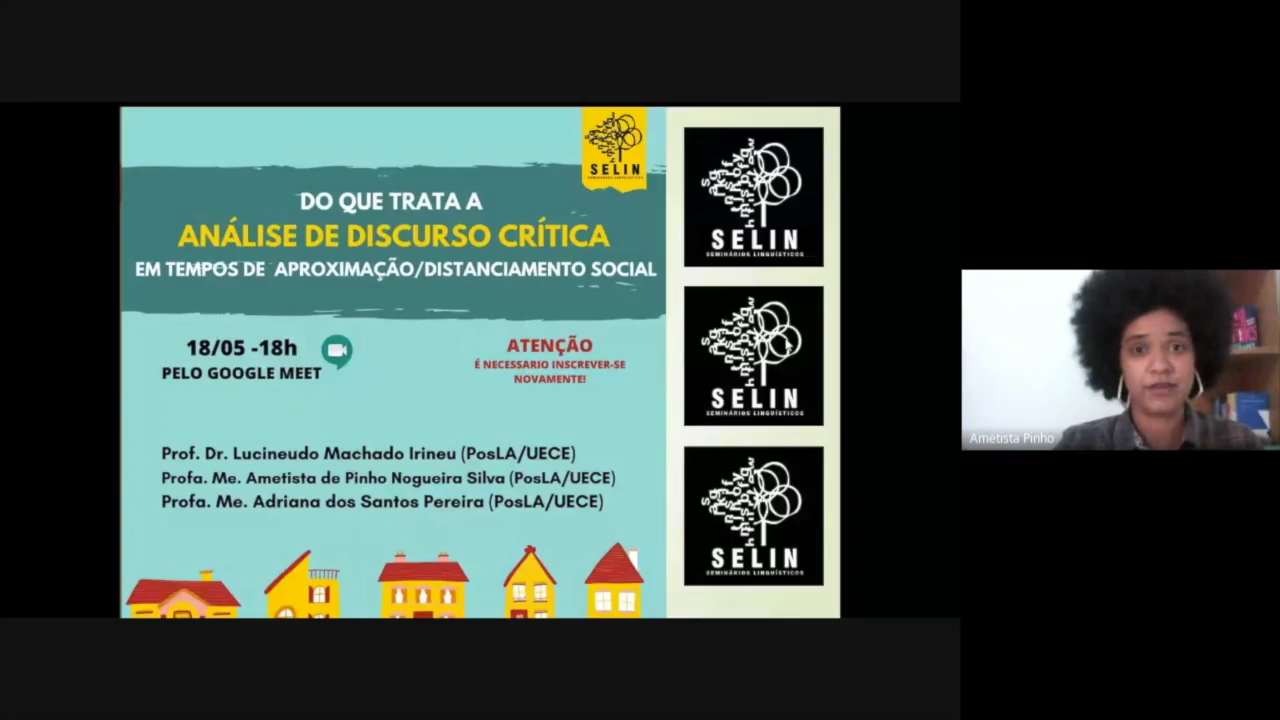 SELIN
SEMINÁRIOS LINGUÍSTICOS
DO QUE TRATA A
ANÁLISE DE DISCURSO CRÍTICA
EM TEMPOS DE APROXIMAÇÃO/DISTANCIAMENTO SOCIAL
18/05 -18h
PELO GOOGLE MEET
ATENÇÃO
É NECESSARIO INSCREVER-SE
NOVAMENTE!
Prof. Dr. Lucineudo Machado Irineu (PosLA/UECE)
Profa. Me. Ametista de Pinho Nogueira Silva (PosLA/UECE)
Profa. Me. Adriana dos Santos Pereira (PosLA/UECE)
SELIN
SEMINÁRIOS LINGUÍSTICOS
SELIN
SEMINÁRIOS LINGUÍSTICOS
SELIN
SEMINÁRIOS LINGUÍSTICOS
Ametista Pinho